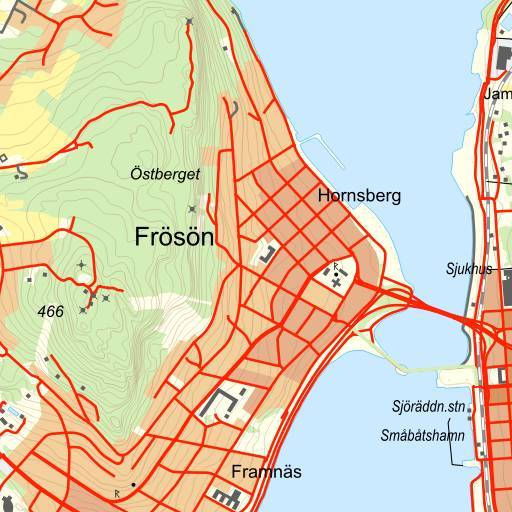 Jam
Östberget
Hornsberg
Frösön
Sjukhus
R
466
Sjöräddn.stn
Småbåtshamn
Framnäs
R